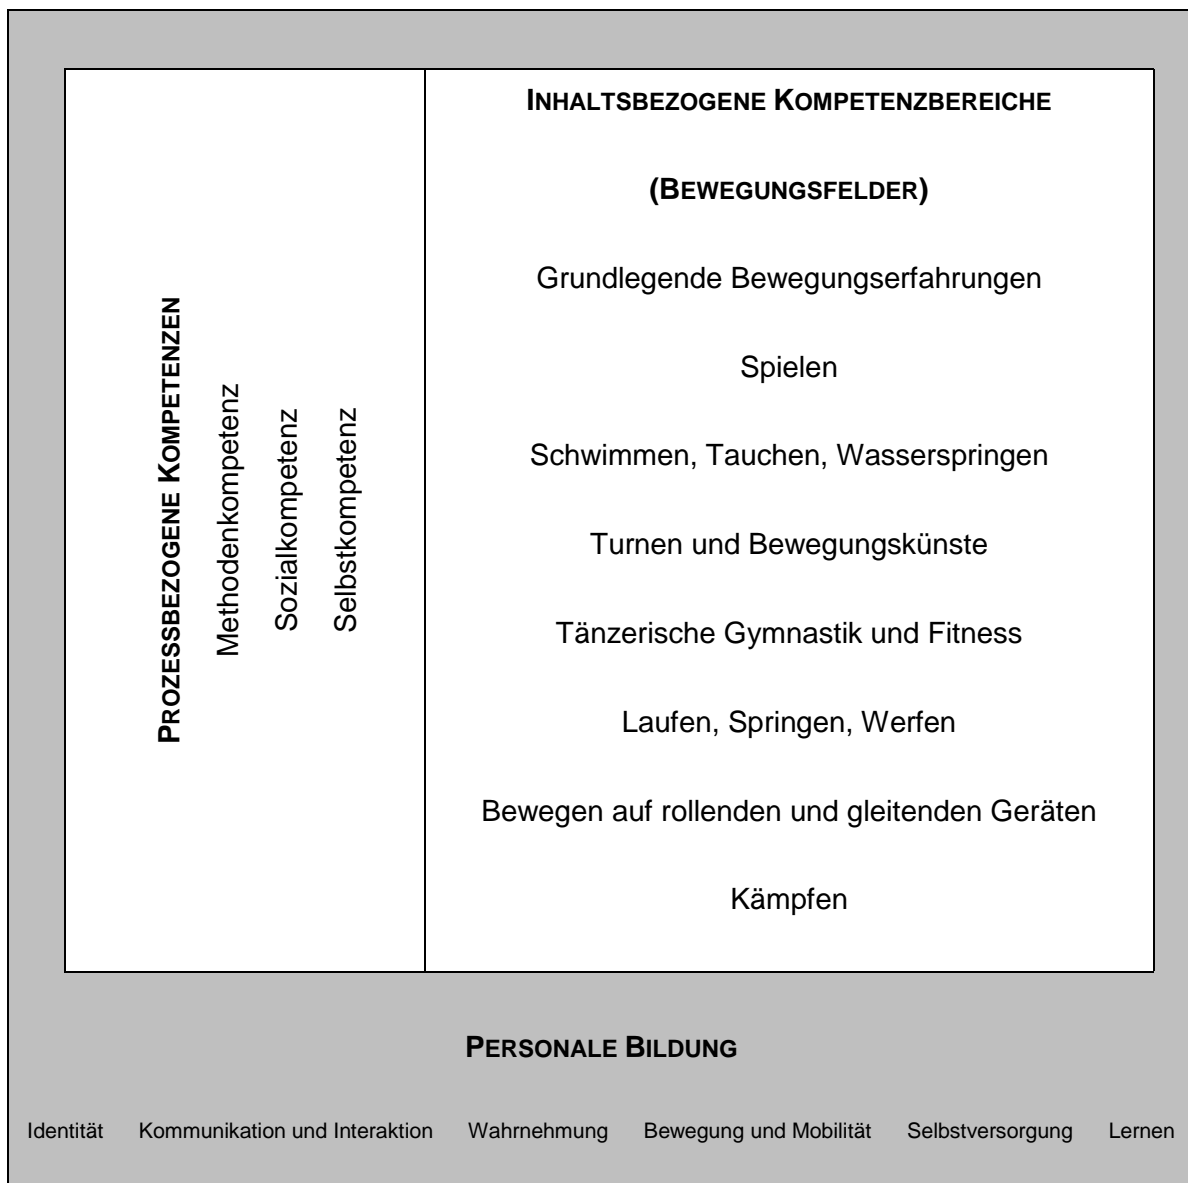 PROZESSBEZOGENE KOMPETENZEN
Methodenkompetenz
Sozialkompetenz
Selbstkompetenz
INHALTSBEZOGENE KOMPETENZBEREICHE
(BEWEGUNGSFELDER)
Grundlegende Bewegungserfahrungen
Spielen
Schwimmen, Tauchen, Wasserspringen
Turnen und Bewegungskünste
Tänzerische Gymnastik und Fitness
Laufen, Springen, Werfen
Bewegen auf rollenden und gleitenden Geräten
Kämpfen
PERSONALE BILDUNG
Identität Kommunikation und Interaktion Wahrnehmung Bewegung und Mobilität Selbstversorgung Lernen